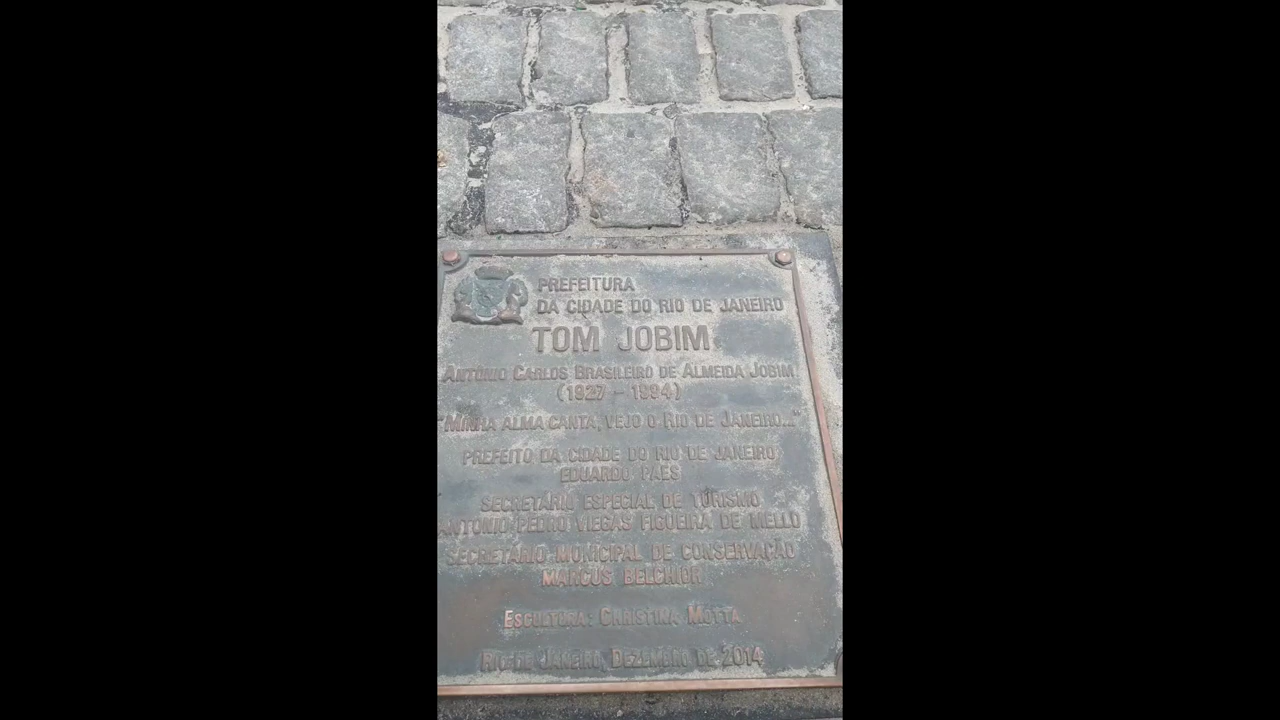 PREFEITURA
DA CIDADE DO RIO DE JANEIRO
TOM JOBIM
ANTÔNIO CARLOS BRASILEIRO DE ALMEIDA JOBIM
(1927 - 1994)
"MINHA ALMA CANTA, VEJO O RIO DE JANEIRO..."
PREFEITO DA CIDADE DO RIO DE JANEIRO
EDUARDO PAES
SECRETÁRIO ESPECIAL DE TURISMO
ANTONIO PEDRO VIEGAS FIGUEIRA DE MELLO
SECRETÁRIO MUNICIPAL DE CONSERVAÇÃO
MARCUS BELCHIOR
ESCULTURA: CHRISTINA MOTTA
RIO DE JANEIRO, DEZEMBRO DE 2014